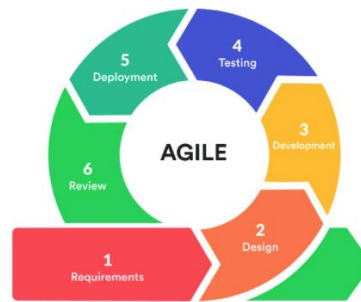 5
Deployment
4
Testing
AGILE
3
Development
6
Review
2
Design
1
Requirements